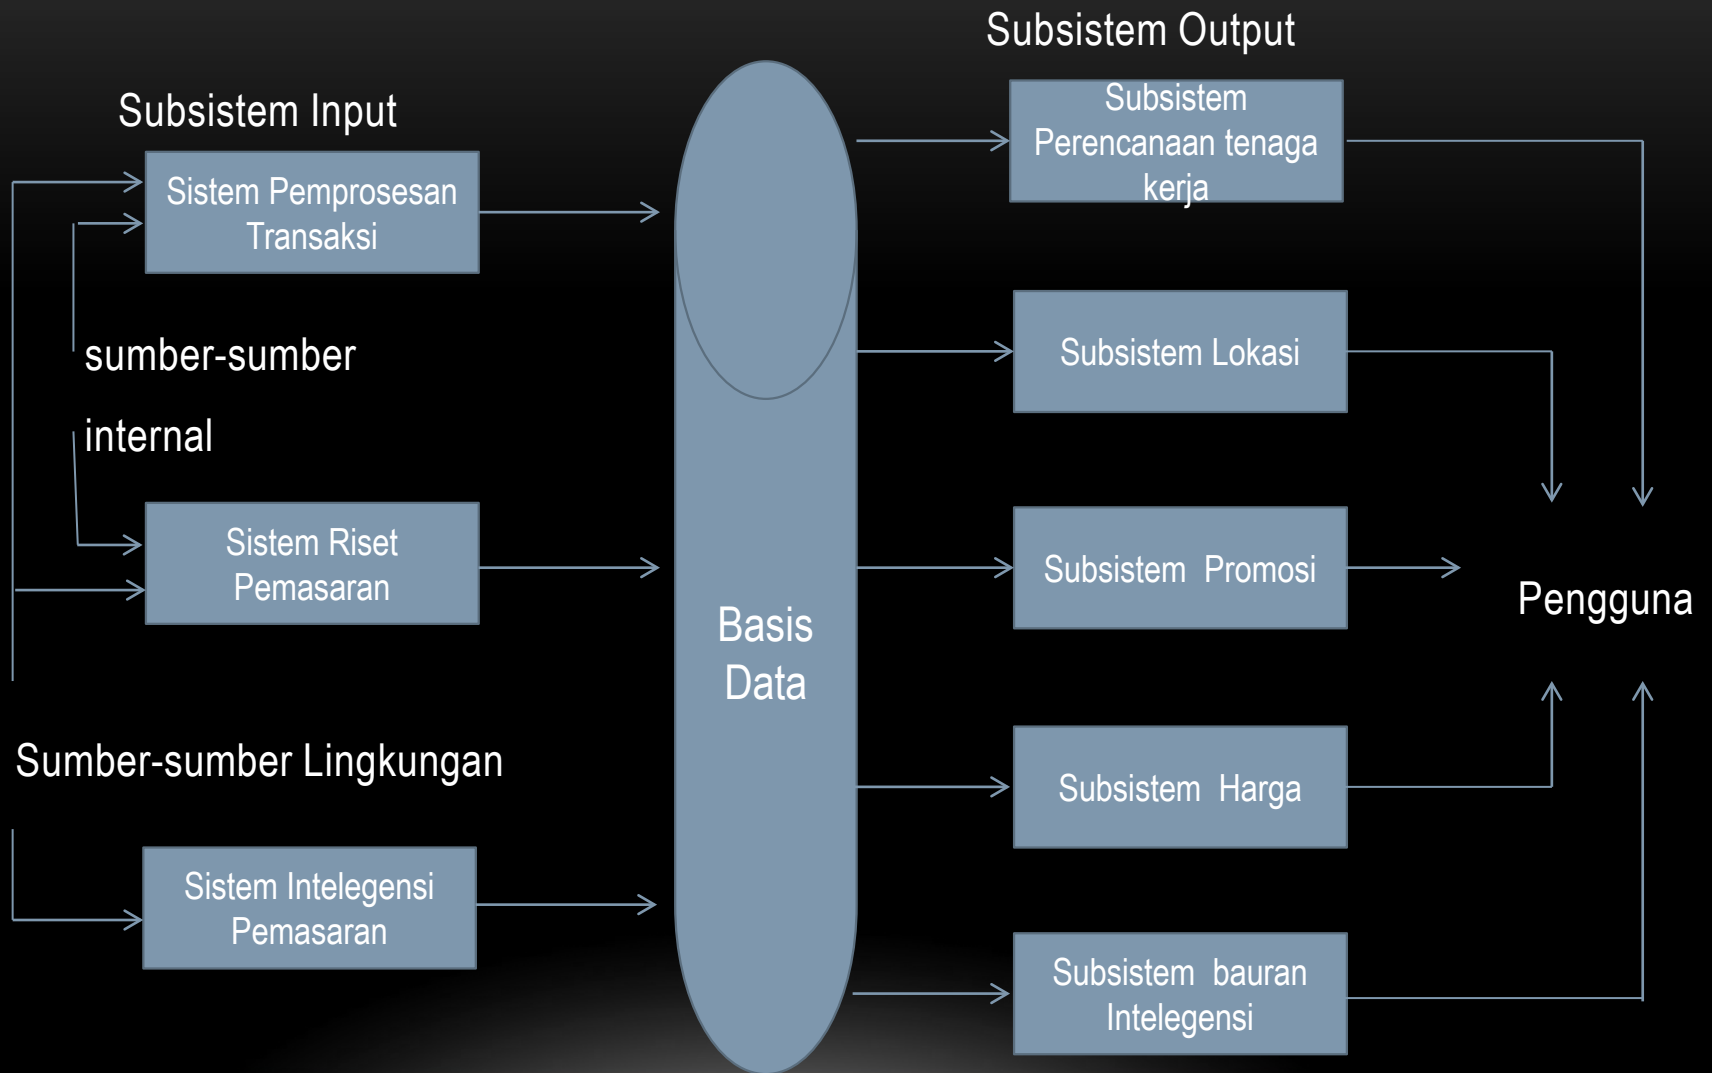 Subsistem Input
Sistem Pemprosesan
Transaksi
sumber-sumber
internal
Sistem Riset
Pemasaran
Sumber-sumber Lingkungan
Sistem Intelegensi
Pemasaran
Basis
Data
Subsistem Output
Subsistem
Perencanaan tenaga
kerja
Subsistem Lokasi
Subsistem Promosi
Subsistem Harga
Subsistem bauran
Intelegensi
Pengguna